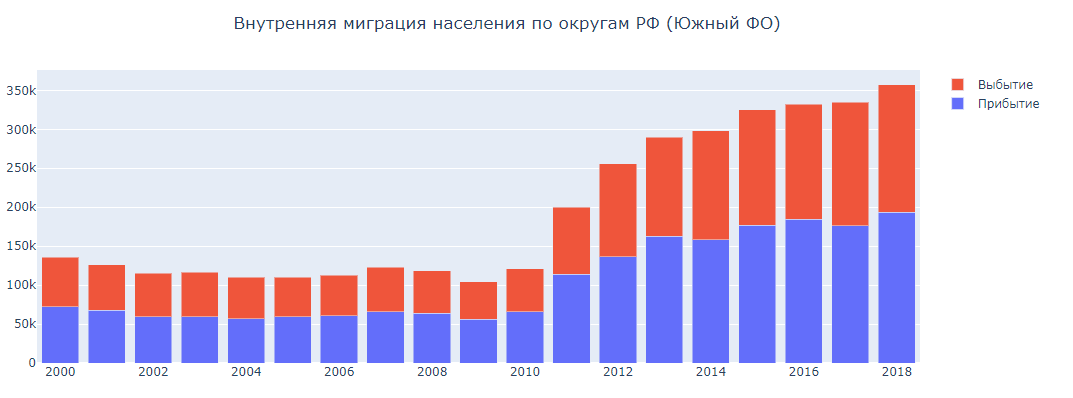 Внутренняя миграция населения по округам РФ (Южный ФО)
Выбытие
Прибытие
350k
300k
250k
200k
150k
100k
50k
0
2000 2002 2004 2006 2008 2010 2012 2014 2016 2018